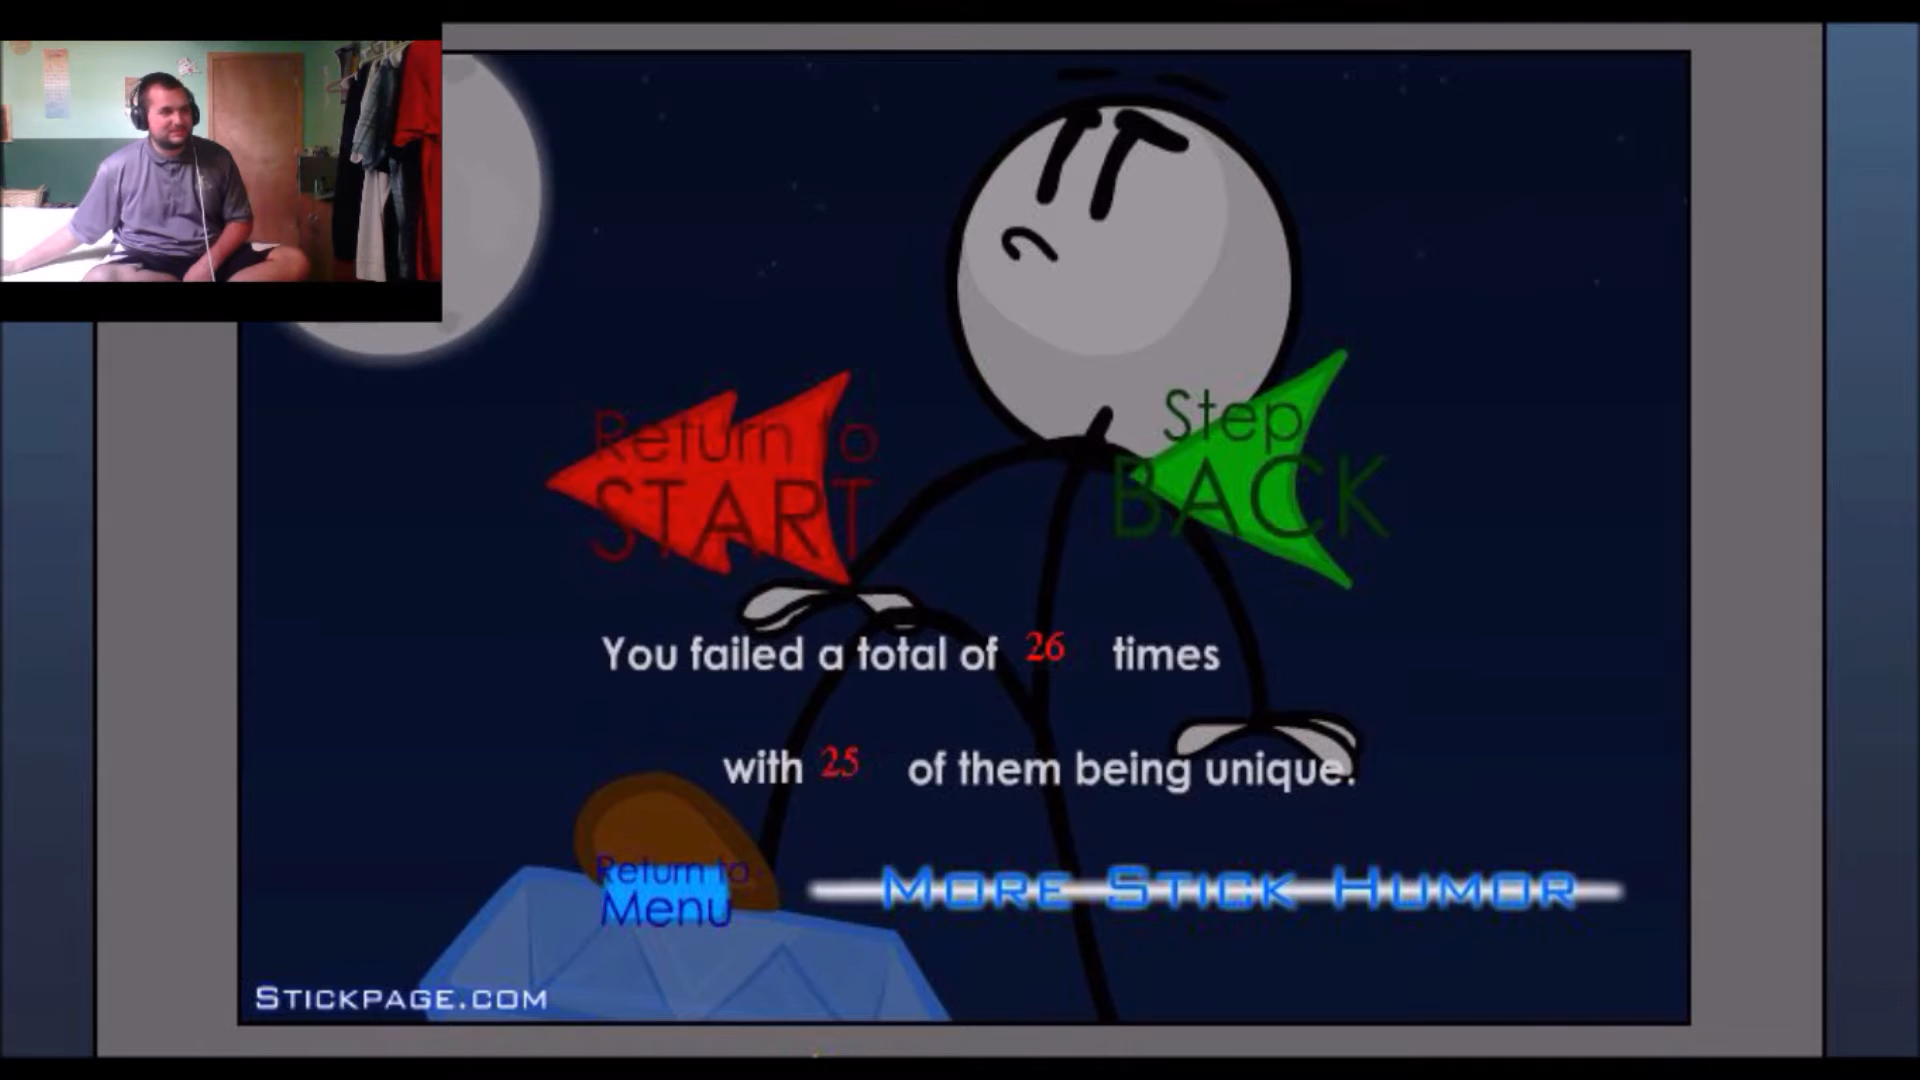 Return to
START
Step
BACK
You failed a total of 26 times
with 25 of them being unique.
Return to
Menu
MORE STICK HUMOR
STICKPAGE.COM